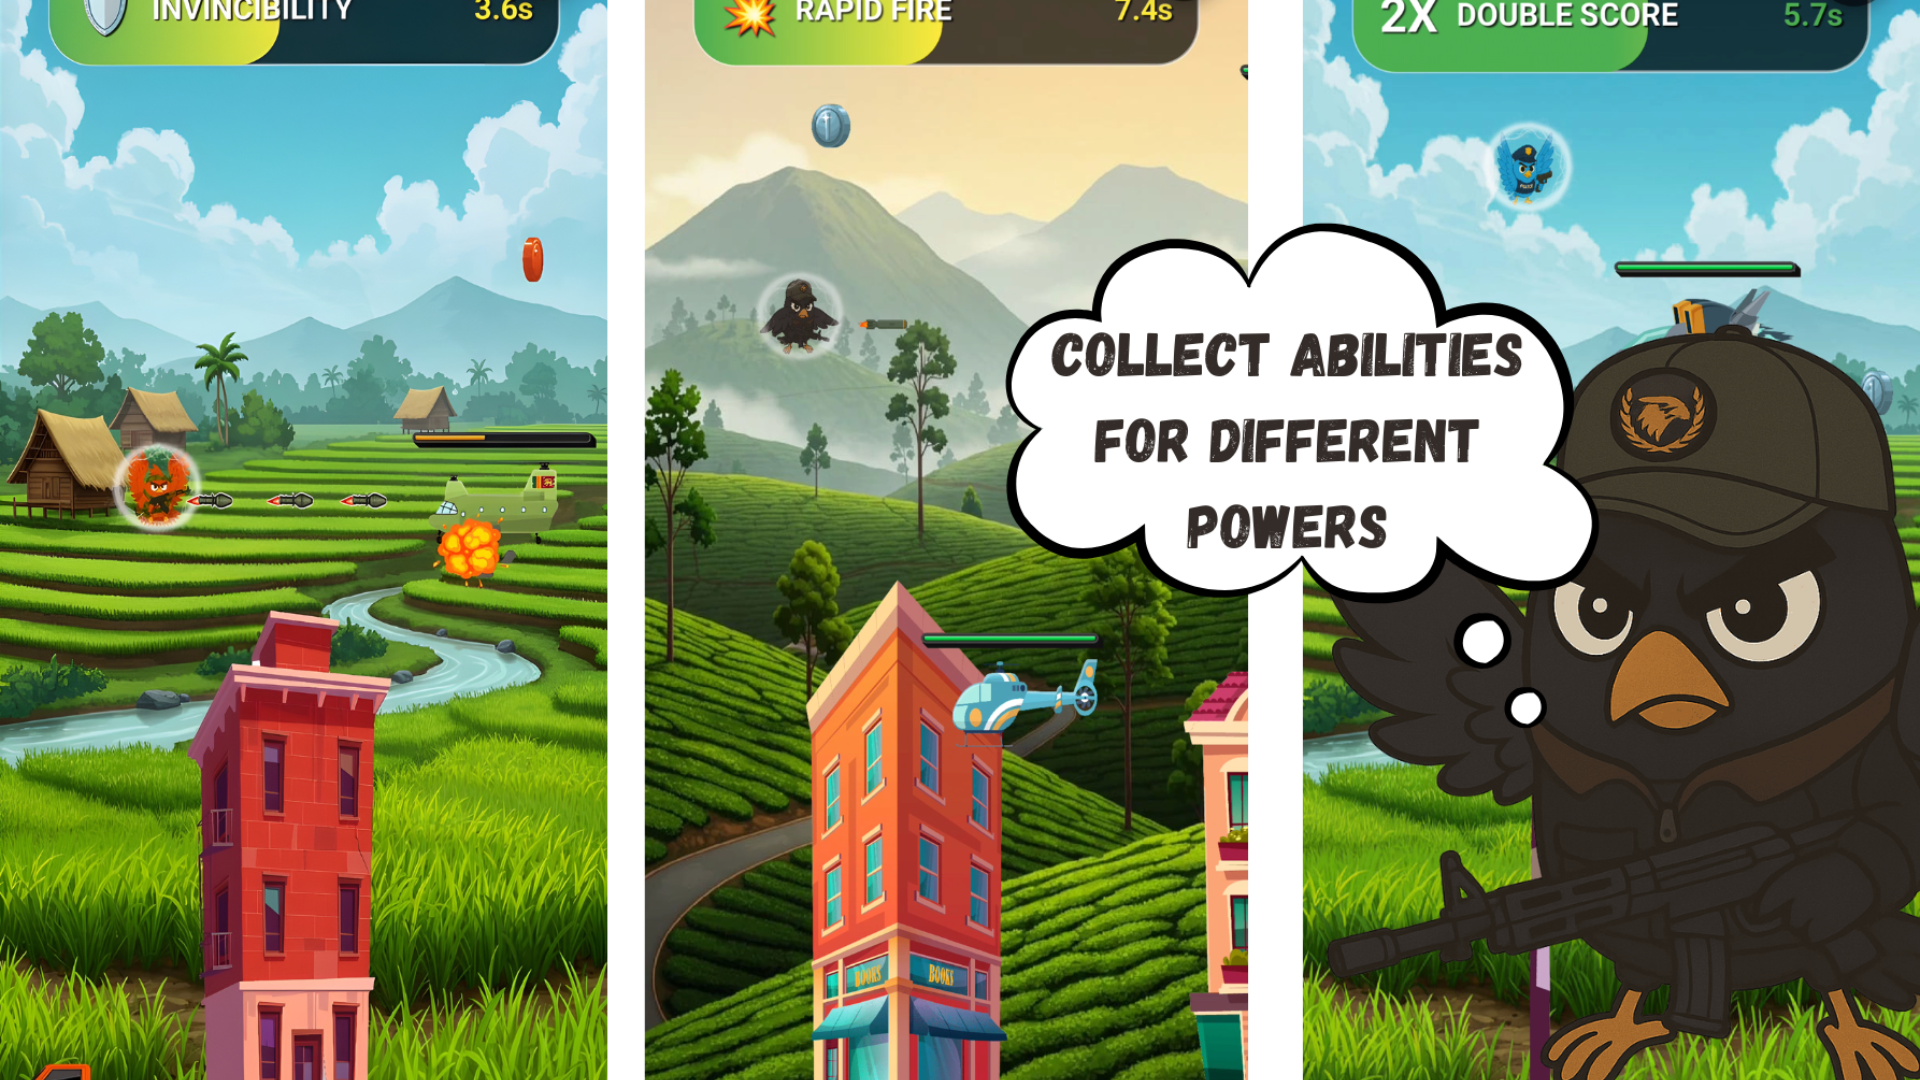 INVINCIBILITY 3.6s
RAPID FIRE 7.4s
2X DOUBLE SCORE 5.7s
COLLECT ABILITIES
FOR DIFFERENT
POWERS
BOOKS BOOKS